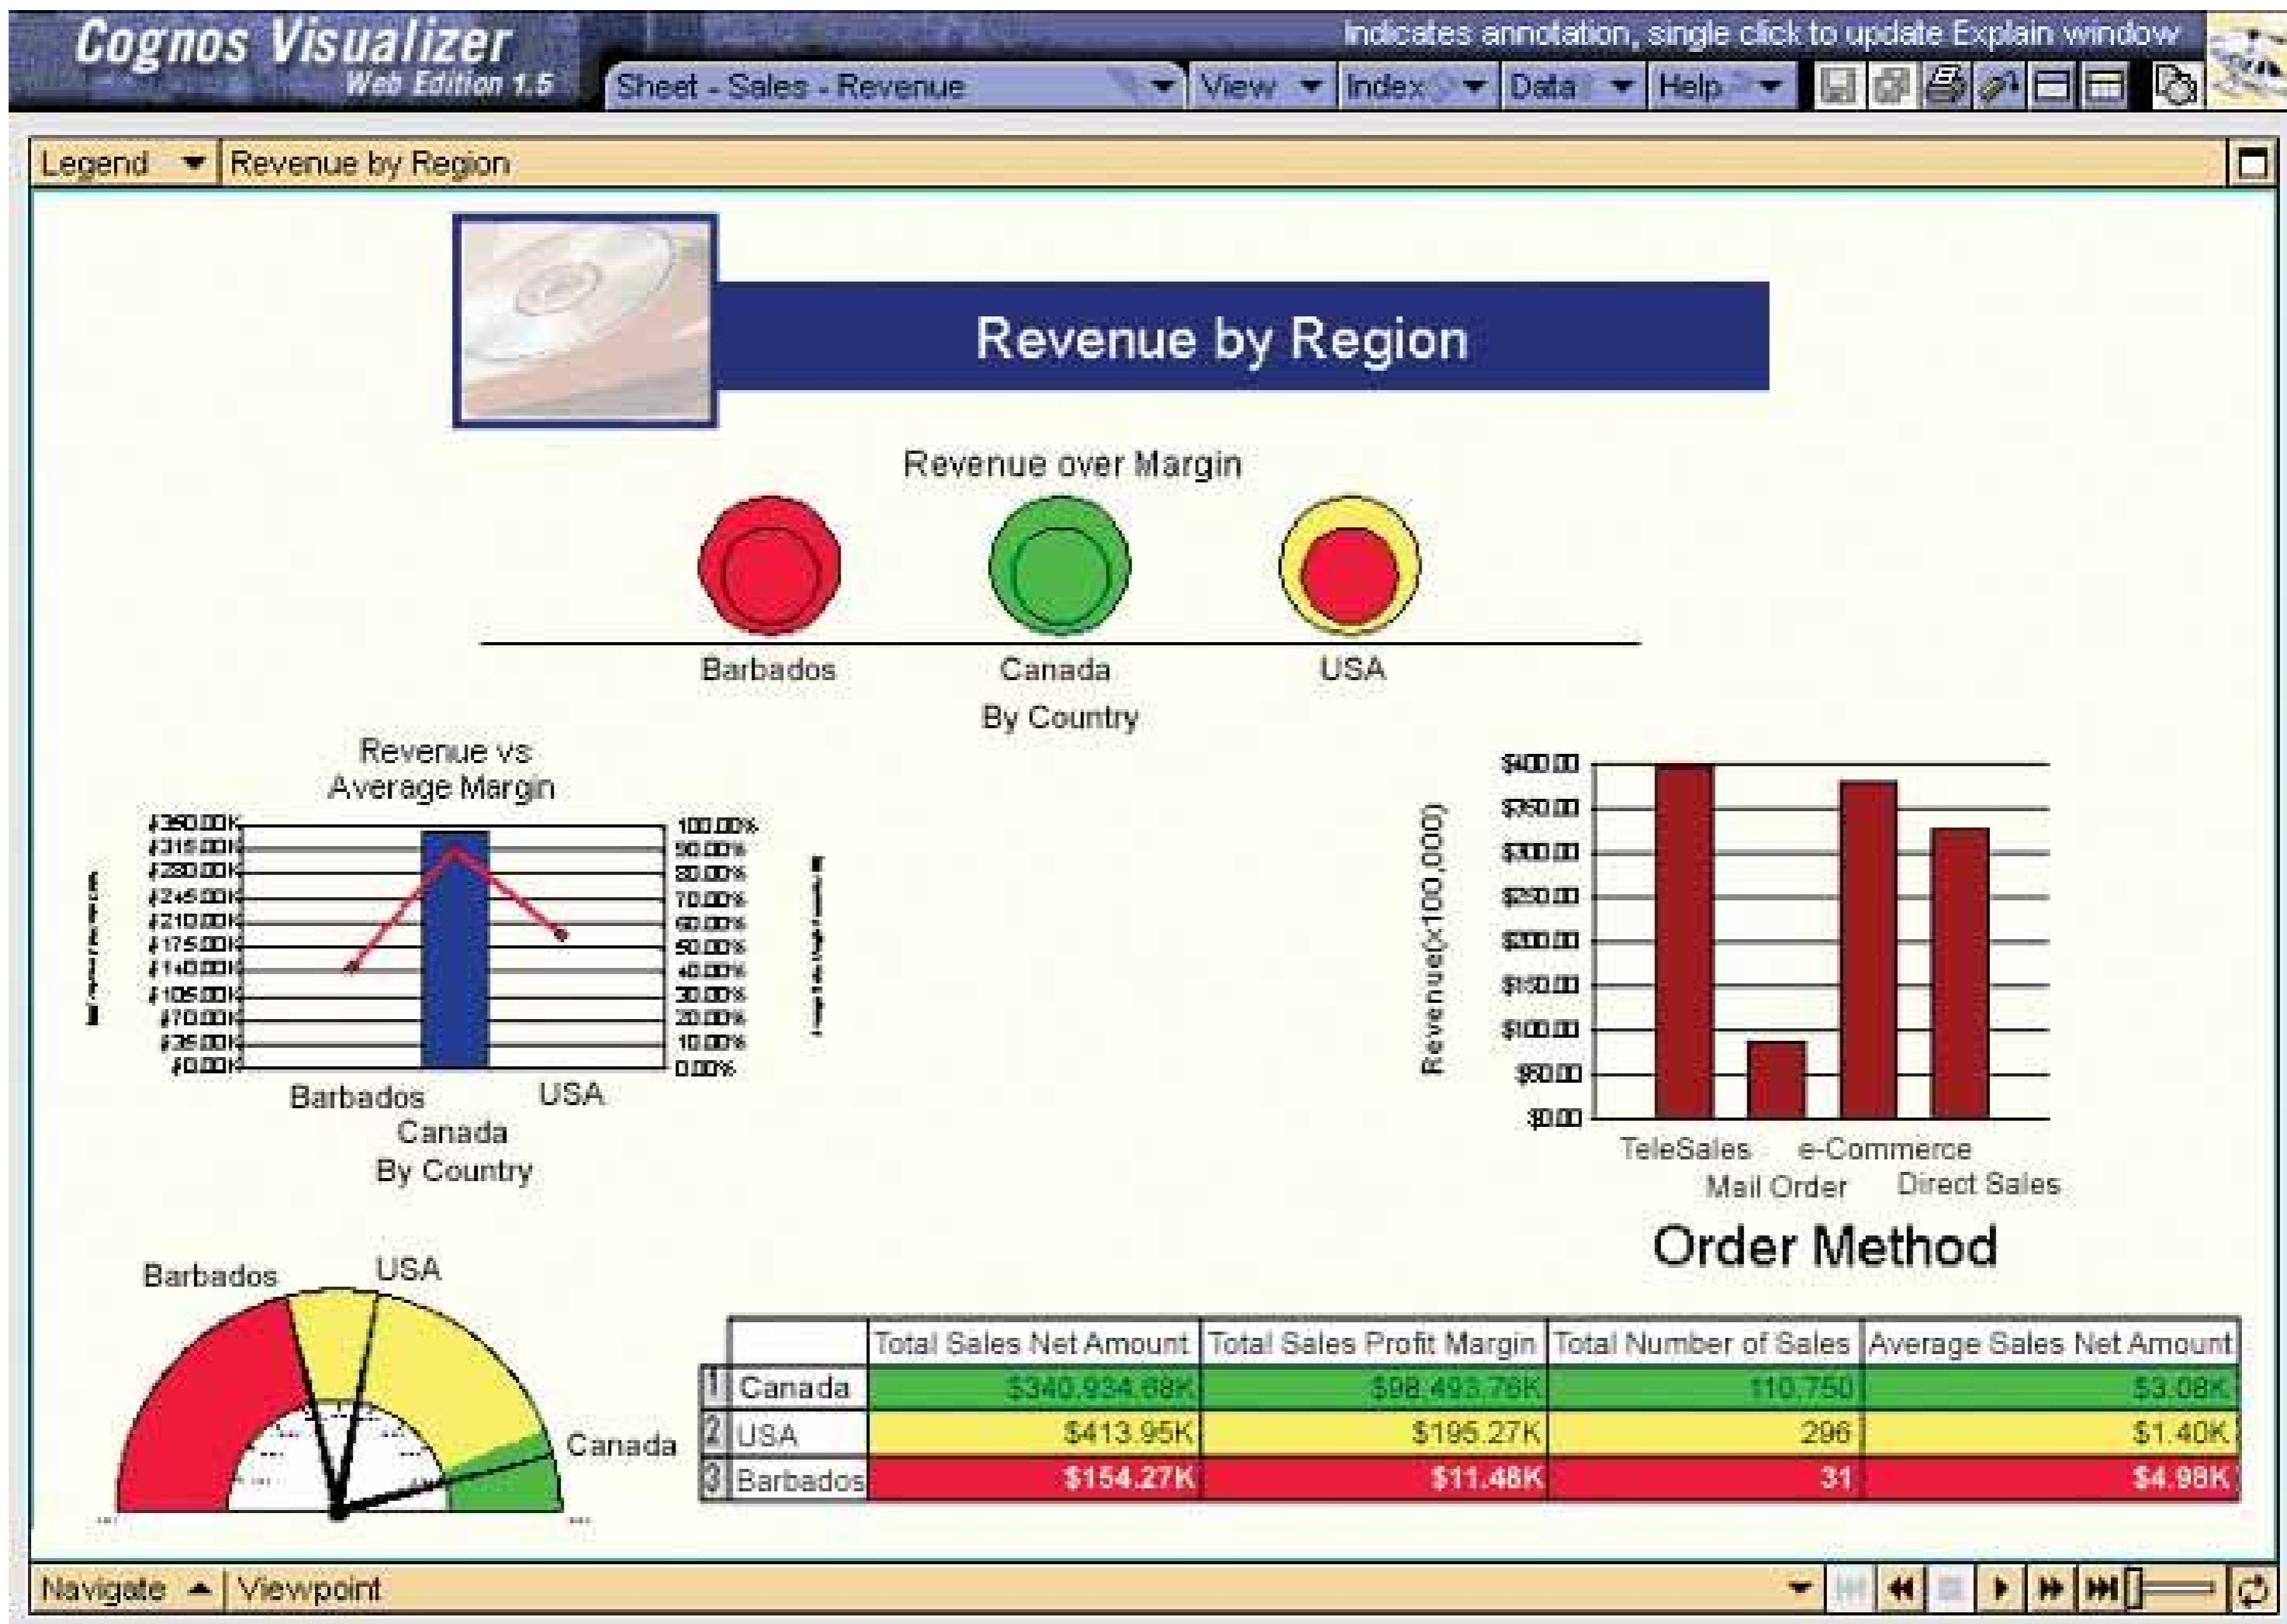 Cognos Visualizer
Web Edition 1.5
Indicates annotation, single click to update Explain window
Sheet - Sales - Revenue
View
Index
Data
Help
Legend
Revenue by Region
Revenue by Region
Revenue over Margin
Barbados
Canada
USA
By Country
Revenue vs
Average Margin
$350.00K
$315.00K
$280.00K
$245.00K
$210.00K
$175.00K
$140.00K
$105.00K
$70.00K
$35.00K
$0.00K
100.00%
90.00%
80.00%
70.00%
60.00%
50.00%
40.00%
30.00%
20.00%
10.00%
0.00%
Barbados
USA
Canada
By Country
Revenue(x100,000)
$400.00
$350.00
$300.00
$250.00
$200.00
$150.00
$100.00
$50.00
$0.00
TeleSales
e-Commerce
Mail Order
Direct Sales
Order Method
Barbados
USA
Canada
Total Sales Net Amount Total Sales Profit Margin Total Number of Sales Average Sales Net Amount
1 Canada $340,934.68K $98,493.76K 110,750 $3.08K
2 USA $413.95K $195.27K 296 $1.40K
3 Barbados $154.27K $11.48K 31 $4.98K
Navigate
Viewpoint